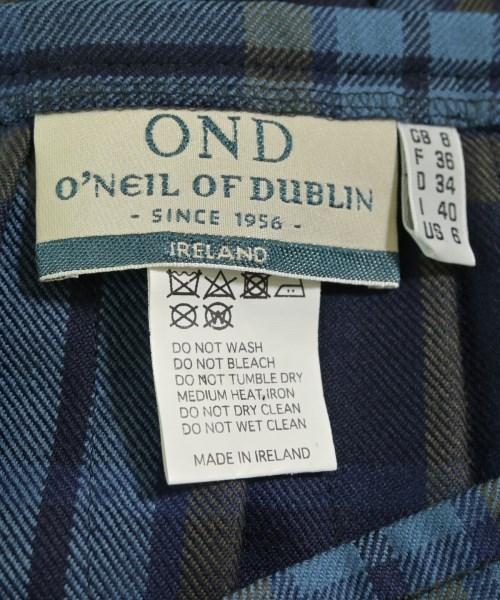 OND
O'NEIL OF DUBLIN
- SINCE 1956 -
IRELAND
GB 8
F 36
D 34
I 40
US 6
W
DO NOT WASH
DO NOT BLEACH
DO NOT TUMBLE DRY
MEDIUM HEAT,IRON
DO NOT DRY CLEAN
DO NOT WET CLEAN
MADE IN IRELAND